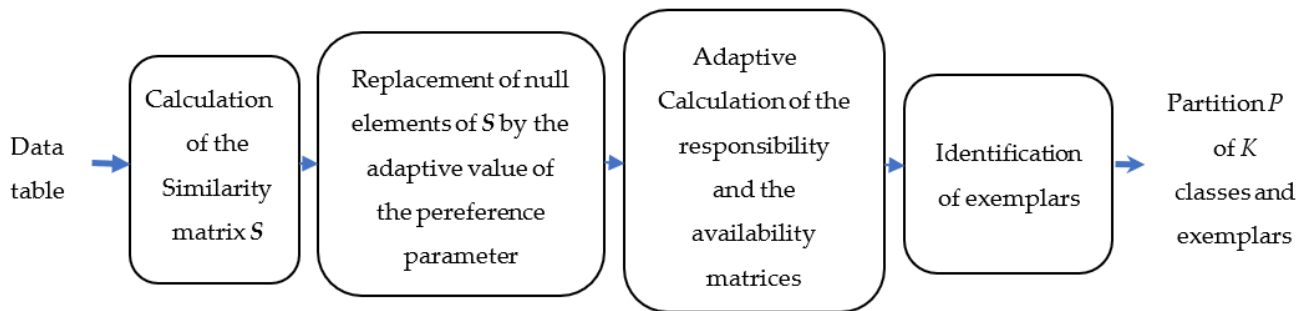 Data
table
Calculation
of the
Similarity
matrix S
Replacement of null
elements of S by the
adaptive value of
the pereference
parameter
Adaptive
Calculation of the
responsibility
and the
availability
matrices
Identification
of exemplars
Partition P
of K
classes and
exemplars